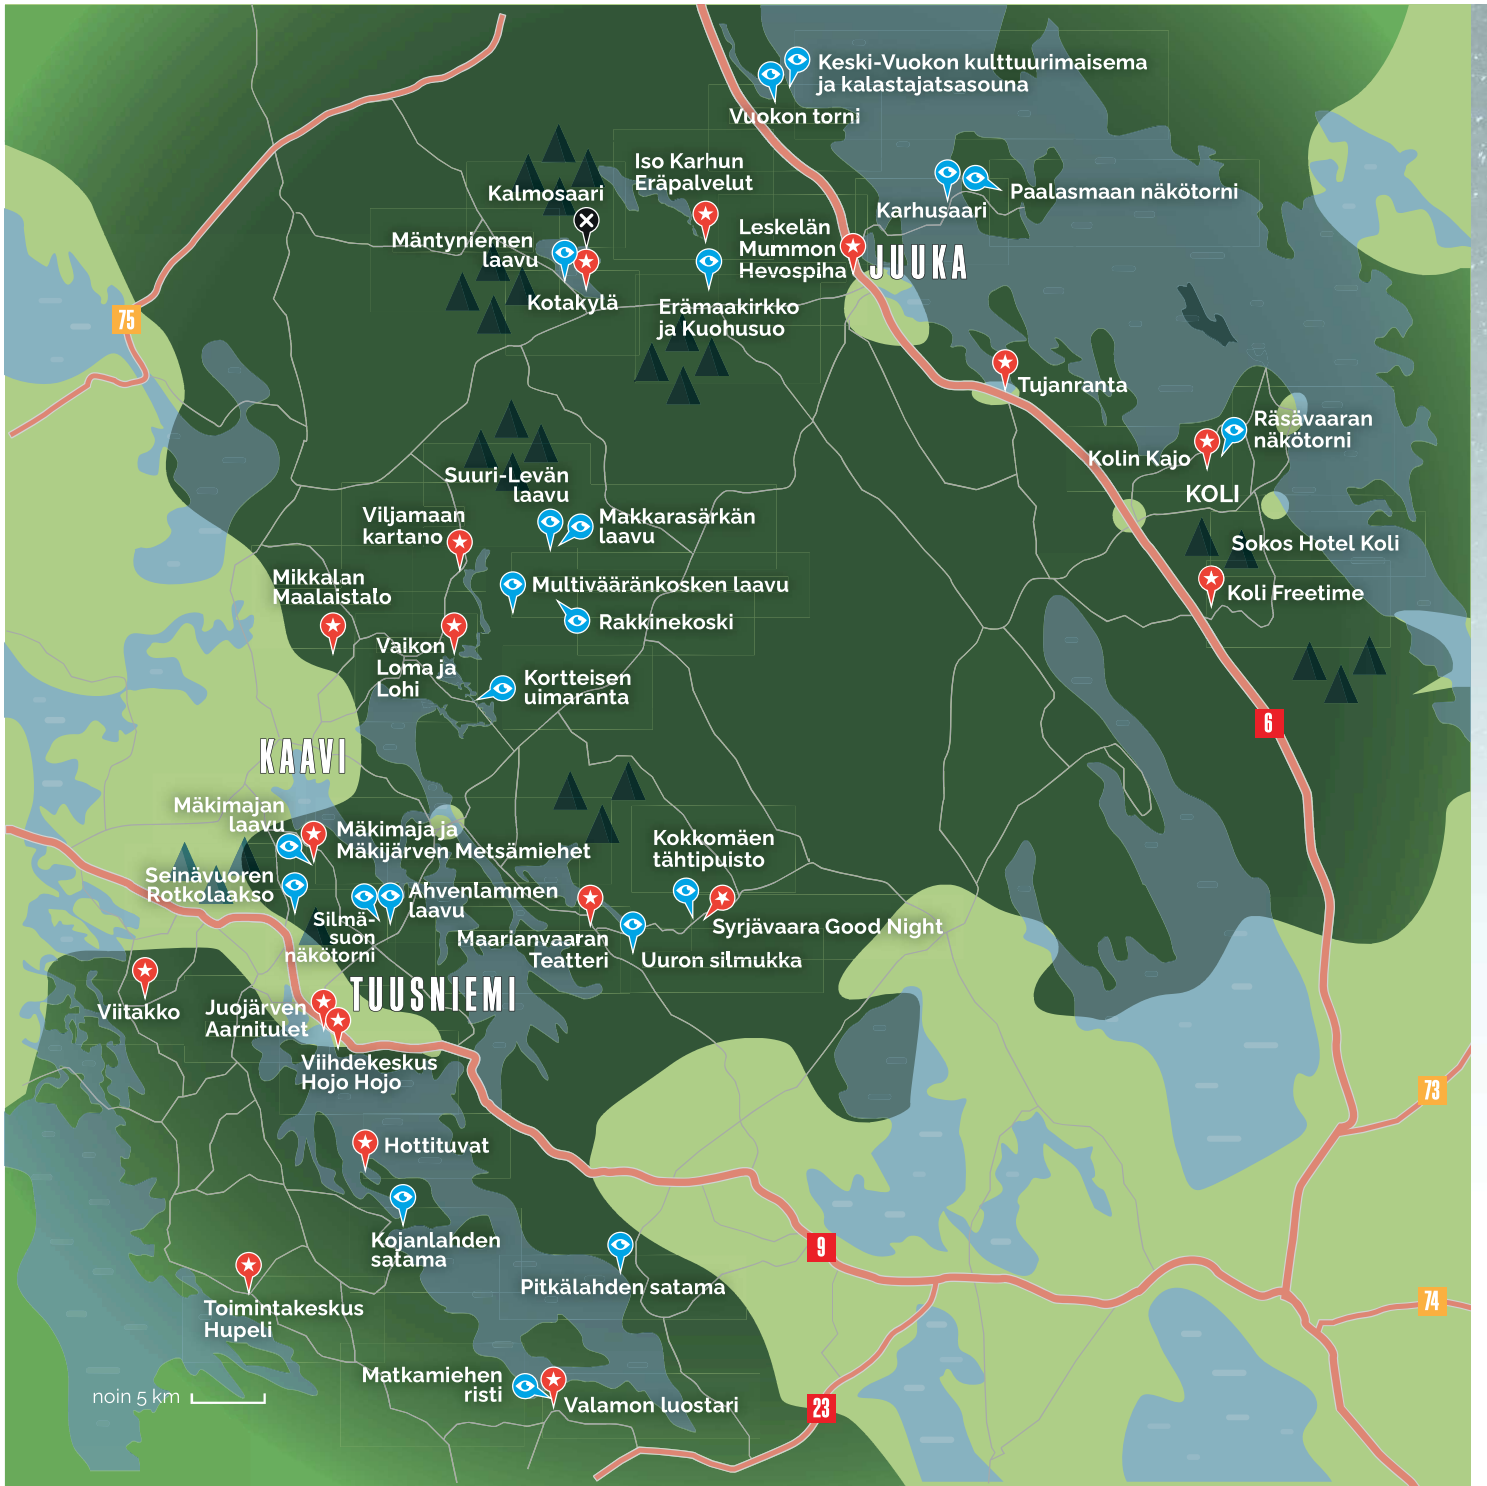 Keski-Vuokon kulttuurimaisema
ja kalastajatsasouna
Vuokon torni
Iso Karhun
Eräpalvelut
Kalmosaari
Paalasmaan näkötorni
Karhusaari
Leskelän
Mummon
Hevospiha
Mäntyniemen
laavu
JUUKA
Kotakylä
Erämaakirkko
ja Kuohusuo
75
Tujanranta
Räsävaaran
näkötorni
Kolin Kajo
KOLI
Suuri-Levän
laavu
Viljamaan
kartano
Makkarasärkän
laavu
Sokos Hotel Koli
Koli Freetime
Mikkalan
Maalaistalo
Multivääränkosken laavu
Rakkinekoski
Vaikon
Loma ja
Lohi
Kortteisen
uimaranta
6
KAAVI
Mäkimajan
laavu
Mäkimaja ja
Mäkijärven Metsämiehet
Kokkomäen
tähtipuisto
Seinävuoren
Rotkolaakso
Ahvenlammen
laavu
Silmä-
suon
näkötorni
Syrjävaara Good Night
Maarianvaaran
Teatteri
Uuron silmukka
TUUSNIEMI
Viitakko
Juojärven
Aarnitulet
Viihdekeskus
Hojo Hojo
73
Hottituvat
Kojanlahden
satama
9
Pitkälahden satama
74
Toimintakeskus
Hupeli
Matkamiehen
risti
Valamon luostari
23
noin 5 km